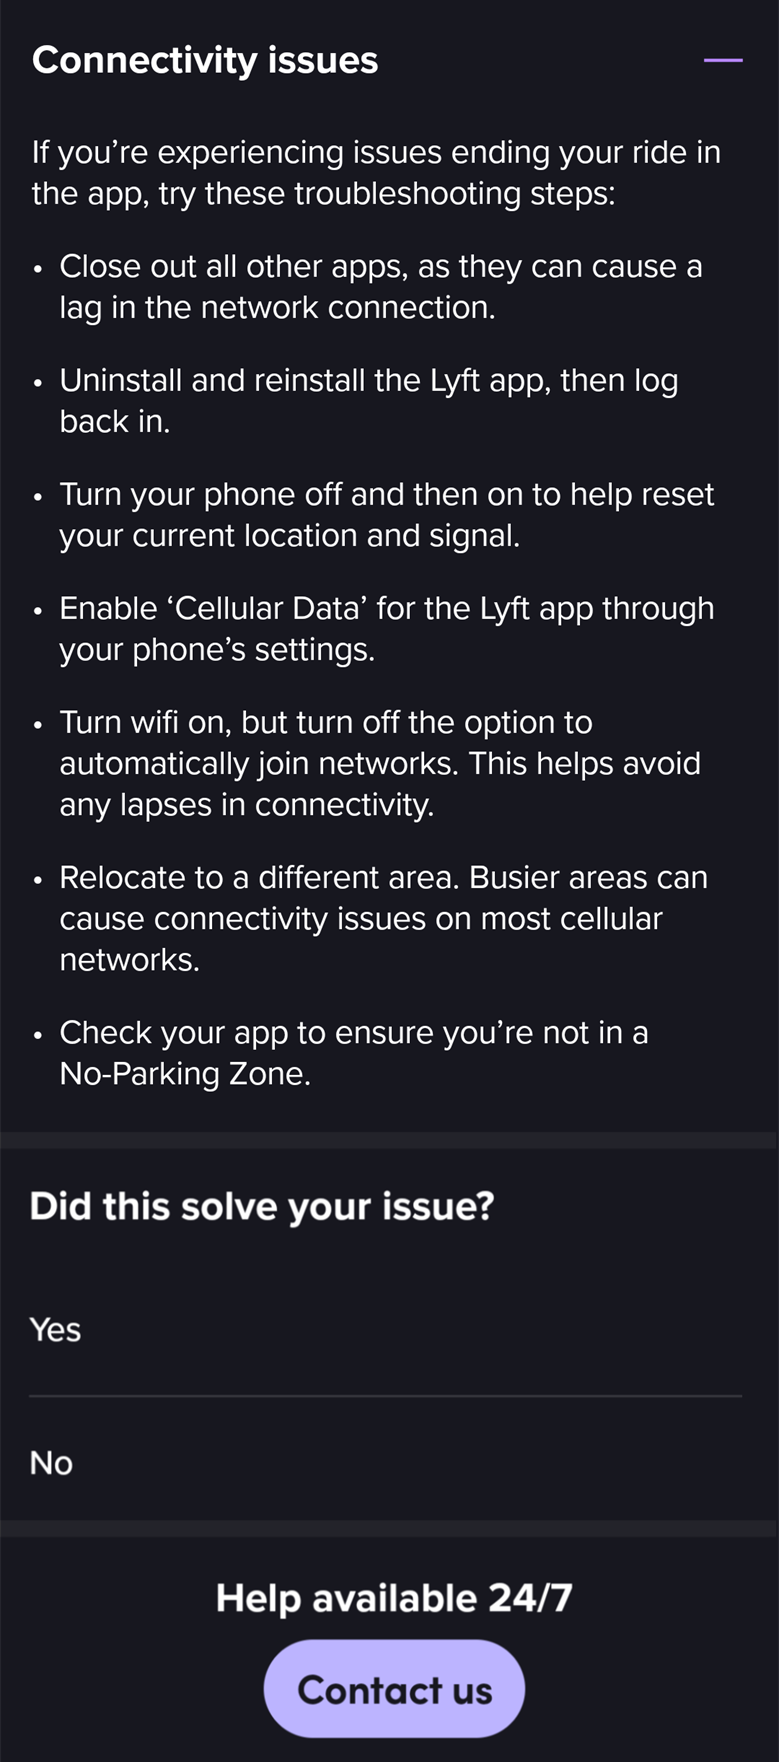 Connectivity issues
If you’re experiencing issues ending your ride in
the app, try these troubleshooting steps:
• Close out all other apps, as they can cause a
lag in the network connection.
• Uninstall and reinstall the Lyft app, then log
back in.
• Turn your phone off and then on to help reset
your current location and signal.
• Enable ‘Cellular Data’ for the Lyft app through
your phone’s settings.
• Turn wifi on, but turn off the option to
automatically join networks. This helps avoid
any lapses in connectivity.
• Relocate to a different area. Busier areas can
cause connectivity issues on most cellular
networks.
• Check your app to ensure you’re not in a
No-Parking Zone.
Did this solve your issue?
Yes
No
Help available 24/7
Contact us